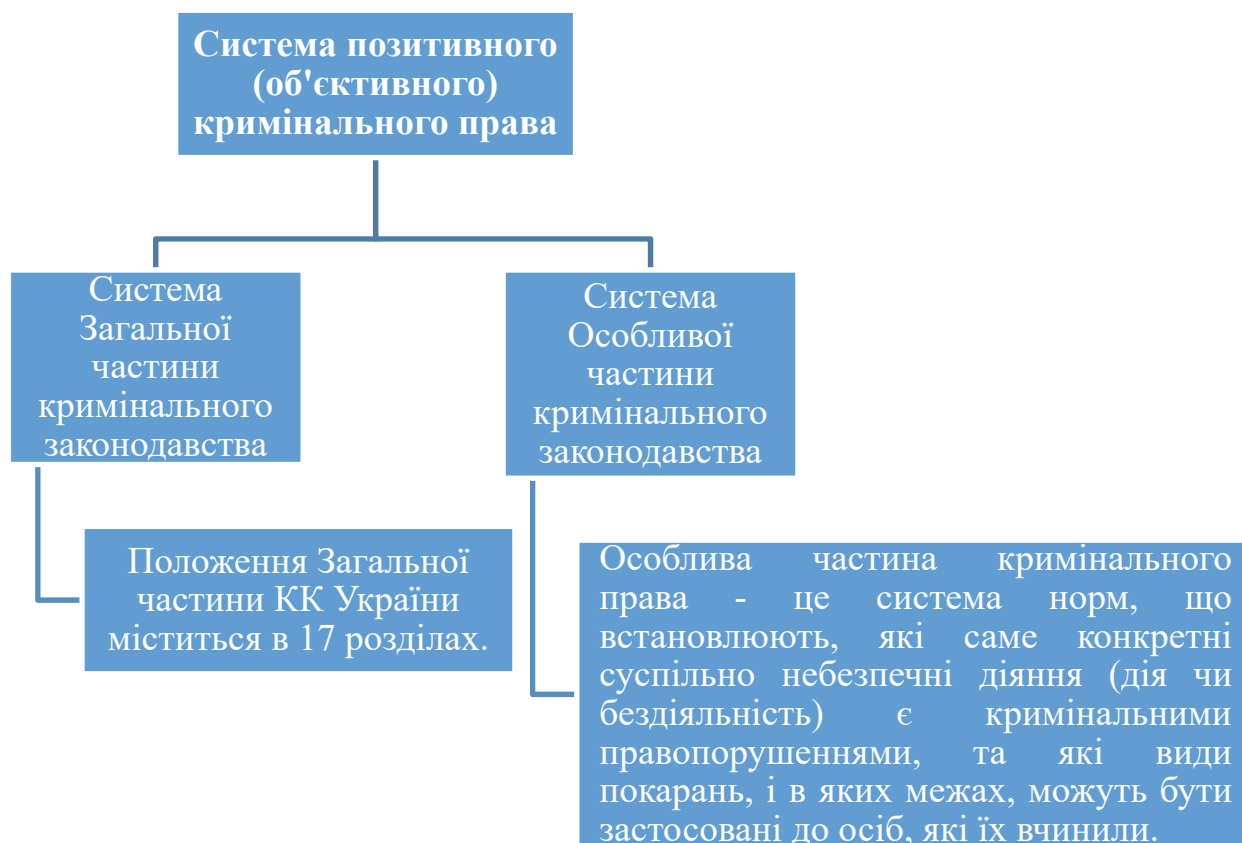 Система позитивного
(об'єктивного)
кримінального права
Система
Загальної
частини
кримінального
законодавства
Система
Особливої
частини
кримінального
законодавства
Положення Загальної
частини КК України
міститься в 17 розділах.
Особлива частина кримінального
права - це система норм, що
встановлюють, які саме конкретні
суспільно небезпечні діяння (дія чи
бездіяльність) є кримінальними
правопорушеннями, та які види
покарань, і в яких межах, можуть бути
застосовані до осіб, які їх вчинили.